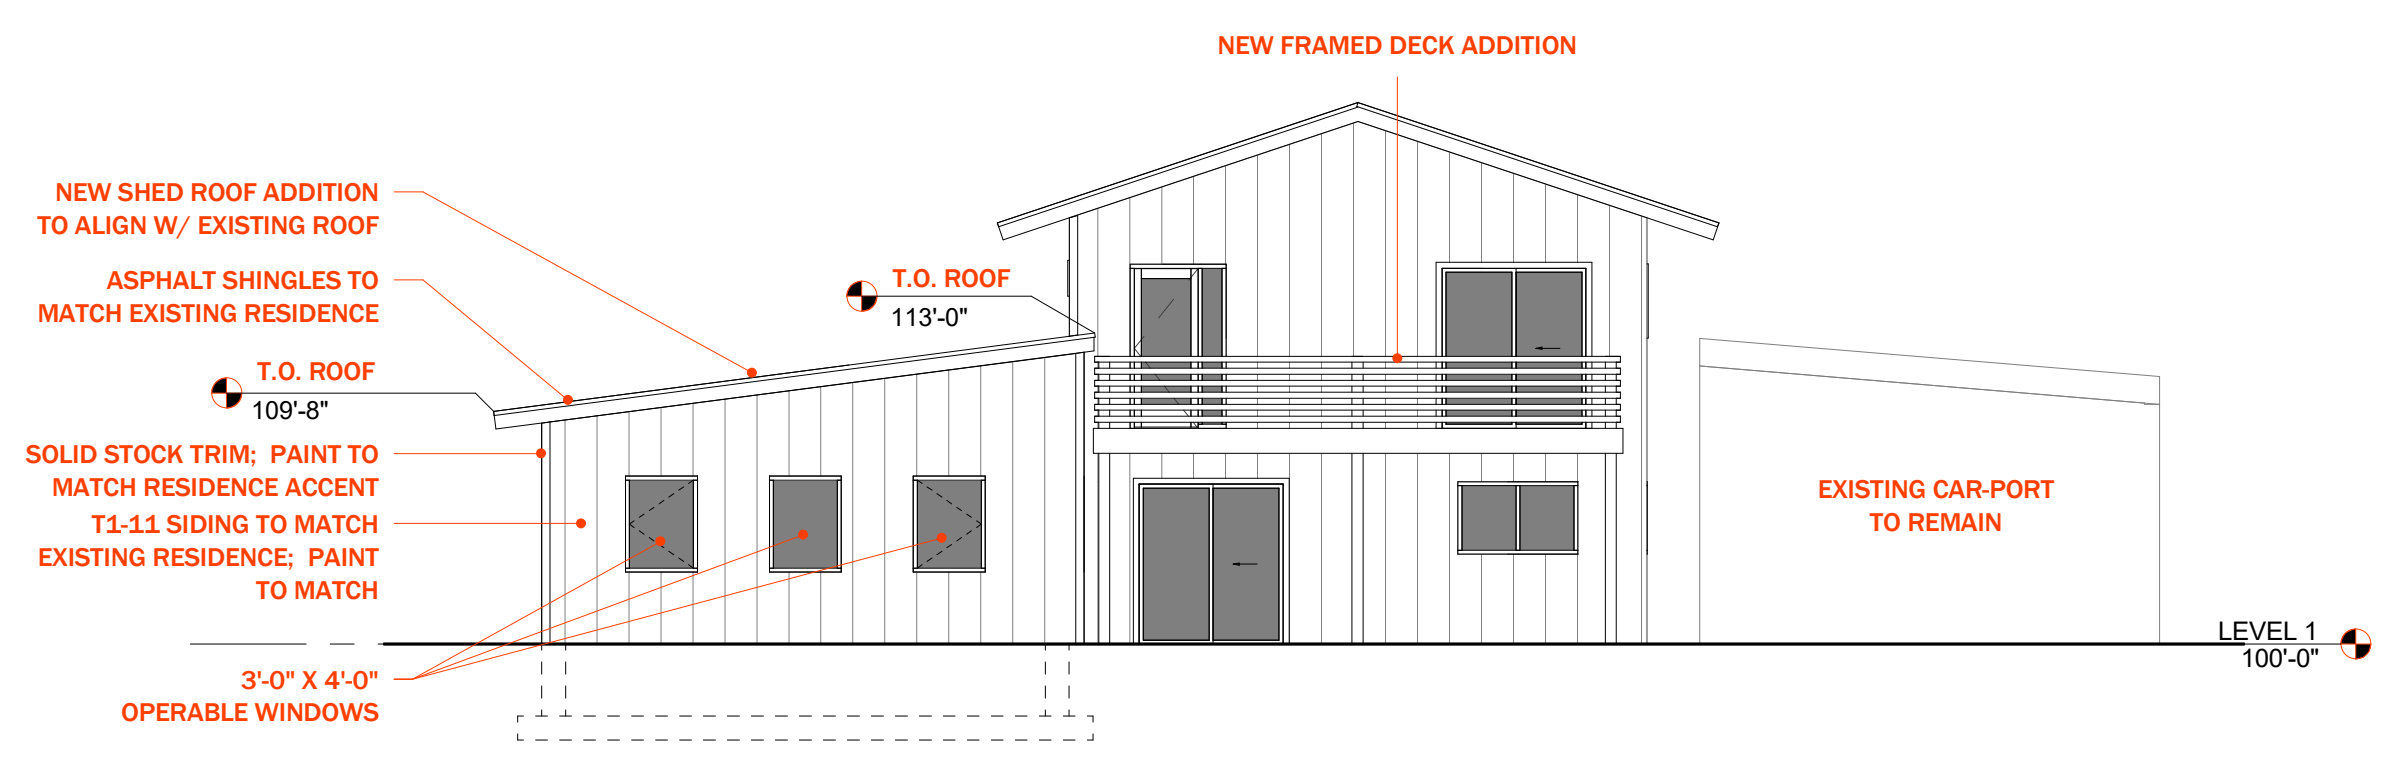 NEW FRAMED DECK ADDITION
NEW SHED ROOF ADDITION
TO ALIGN W/ EXISTING ROOF
ASPHALT SHINGLES TO
MATCH EXISTING RESIDENCE
T.O. ROOF
113'-0"
T.O. ROOF
109'-8"
SOLID STOCK TRIM; PAINT TO
MATCH RESIDENCE ACCENT
T1-11 SIDING TO MATCH
EXISTING RESIDENCE; PAINT
TO MATCH
EXISTING CAR-PORT
TO REMAIN
LEVEL 1
100'-0"
3'-0" X 4'-0"
OPERABLE WINDOWS